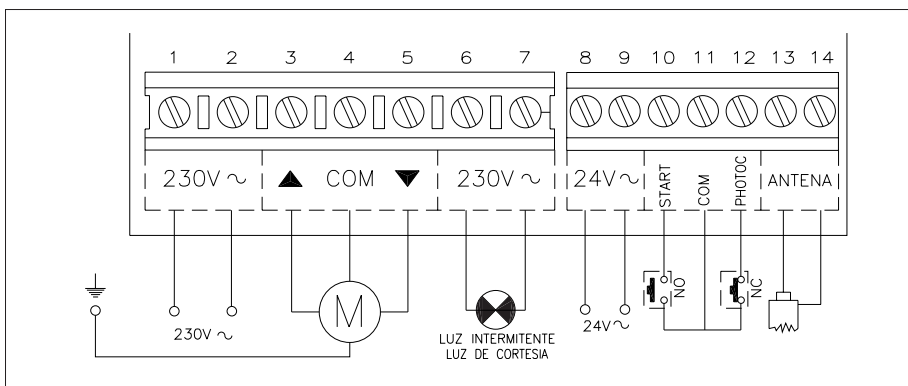 1 2 3 4 5 6 7 8 9 10 11 12 13 14
230V ~ ▲ COM ▼ 230V ~ 24V ~ START COM PHOTOC ANTENA
NO NC
M
230V ~ 24V ~
LUZ INTERMITENTE
LUZ DE CORTESIA